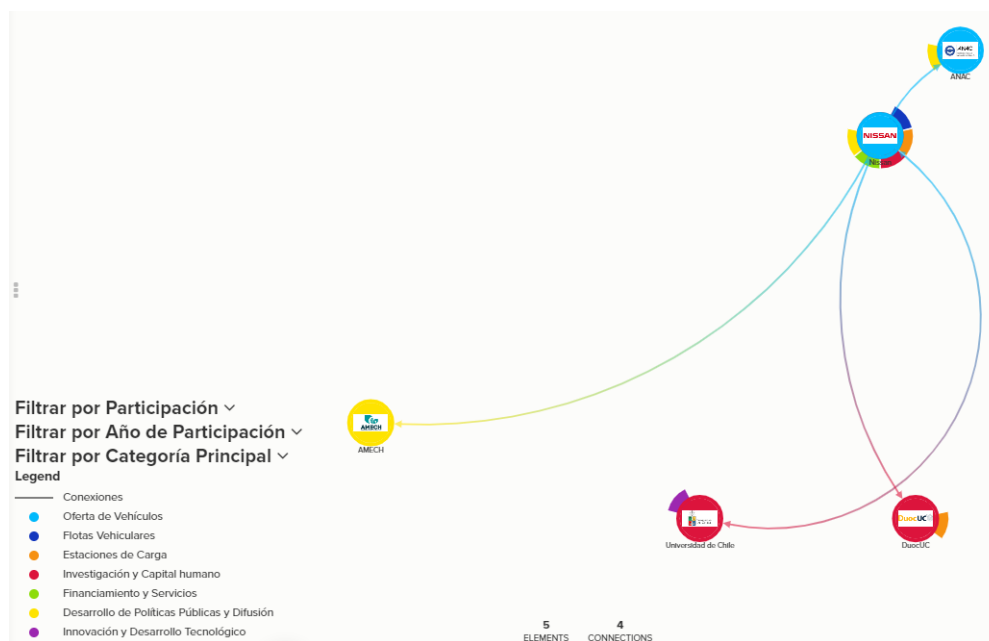 ANAC
ANAC
NISSAN
Nissan
Filtrar por Participación
Filtrar por Año de Participación
Filtrar por Categoría Principal
Legend
Conexiones
Oferta de Vehículos
Flotas Vehiculares
Estaciones de Carga
Investigación y Capital humano
Financiamiento y Servicios
Desarrollo de Políticas Públicas y Difusión
Innovación y Desarrollo Tecnológico
AMECH
AMECH
Universidad de Chile
DuocUC
DuocUC
5
ELEMENTS
4
CONNECTIONS